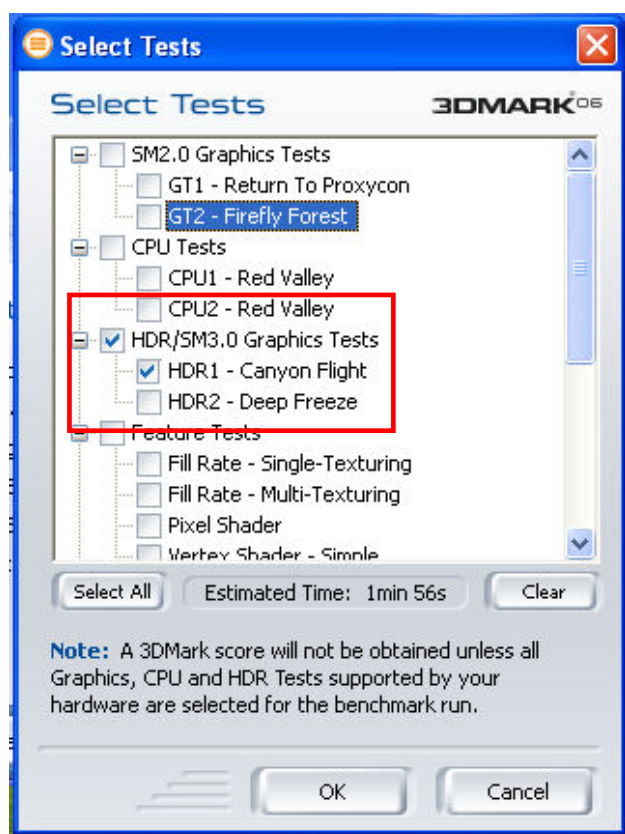 Select Tests
Select Tests 3DMARK®06
SM2.0 Graphics Tests
GT1 - Return To Proxycon
GT2 - Firefly Forest
CPU Tests
CPU1 - Red Valley
CPU2 - Red Valley
HDR/SM3.0 Graphics Tests
HDR1 - Canyon Flight
HDR2 - Deep Freeze
Feature Tests
Fill Rate - Single-Texturing
Fill Rate - Multi-Texturing
Pixel Shader
Vertex Shader - Simple
Select All Estimated Time: 1min 56s Clear
Note: A 3DMark score will not be obtained unless all
Graphics, CPU and HDR Tests supported by your
hardware are selected for the benchmark run.
OK Cancel